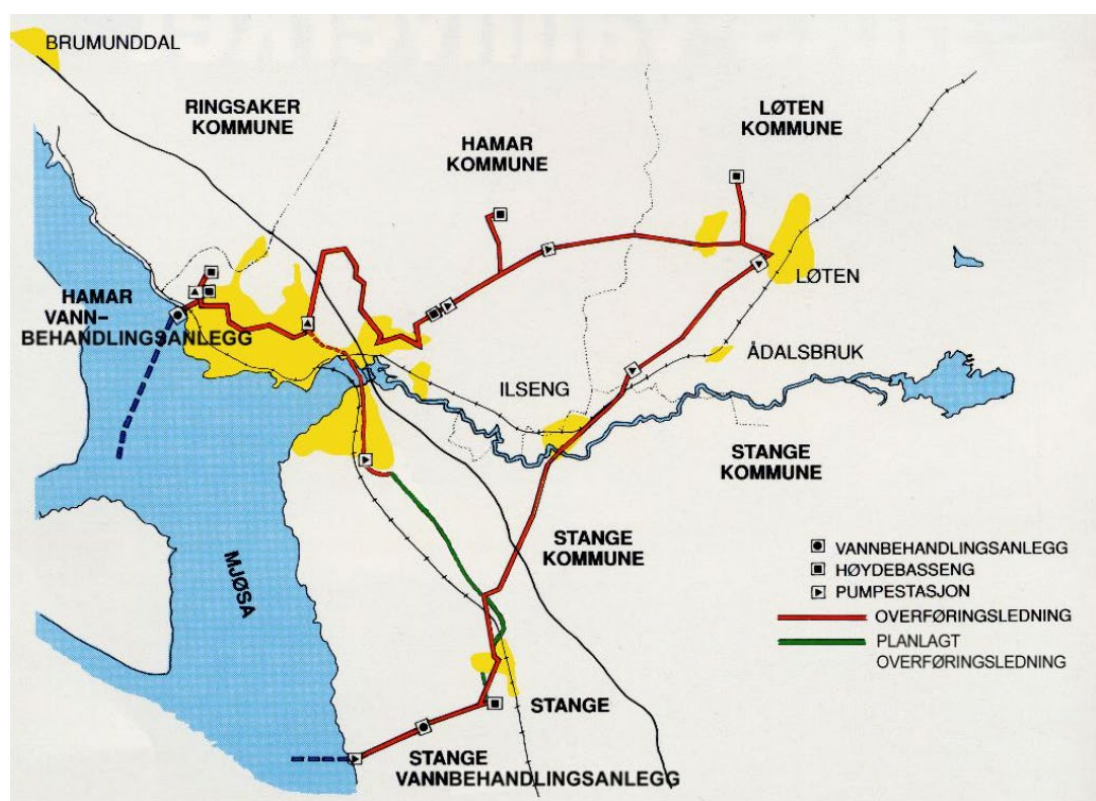 BRUMUNDDAL
RINGSAKER
KOMMUNE
HAMAR
KOMMUNE
LØTEN
KOMMUNE
HAMAR
VANN-
BEHANDLINGSANLEGG
LØTEN
ÅDALSBRUK
ILSENG
STANGE
KOMMUNE
STANGE
KOMMUNE
MJØSA
VANNBEHANDLINGSANLEGG
HØYDEBASSENG
PUMPESTASJON
OVERFØRINGSLEDNING
PLANLAGT
OVERFØRINGSLEDNING
STANGE
STANGE
VANNBEHANDLINGSANLEGG